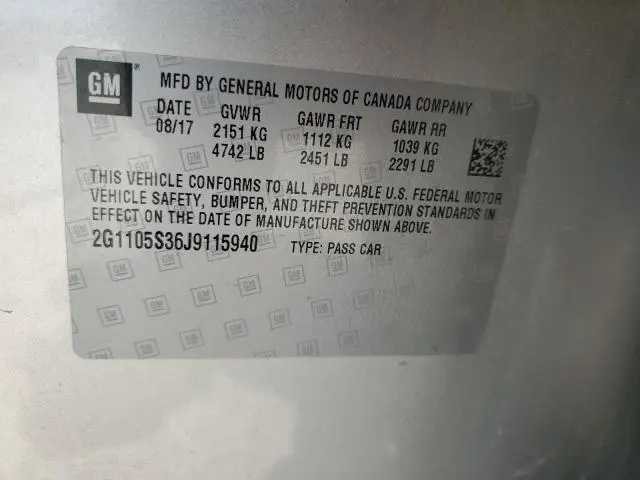 GM ® MFD BY GENERAL MOTORS OF CANADA COMPANY
DATE GVWR GAWR FRT GAWR RR
08/17 2151 KG 1112 KG 1039 KG
4742 LB 2451 LB 2291 LB
THIS VEHICLE CONFORMS TO ALL APPLICABLE U.S. FEDERAL MOTOR
VEHICLE SAFETY, BUMPER, AND THEFT PREVENTION STANDARDS IN
EFFECT ON THE DATE OF MANUFACTURE SHOWN ABOVE.
2G1105S36J9115940 TYPE: PASS CAR